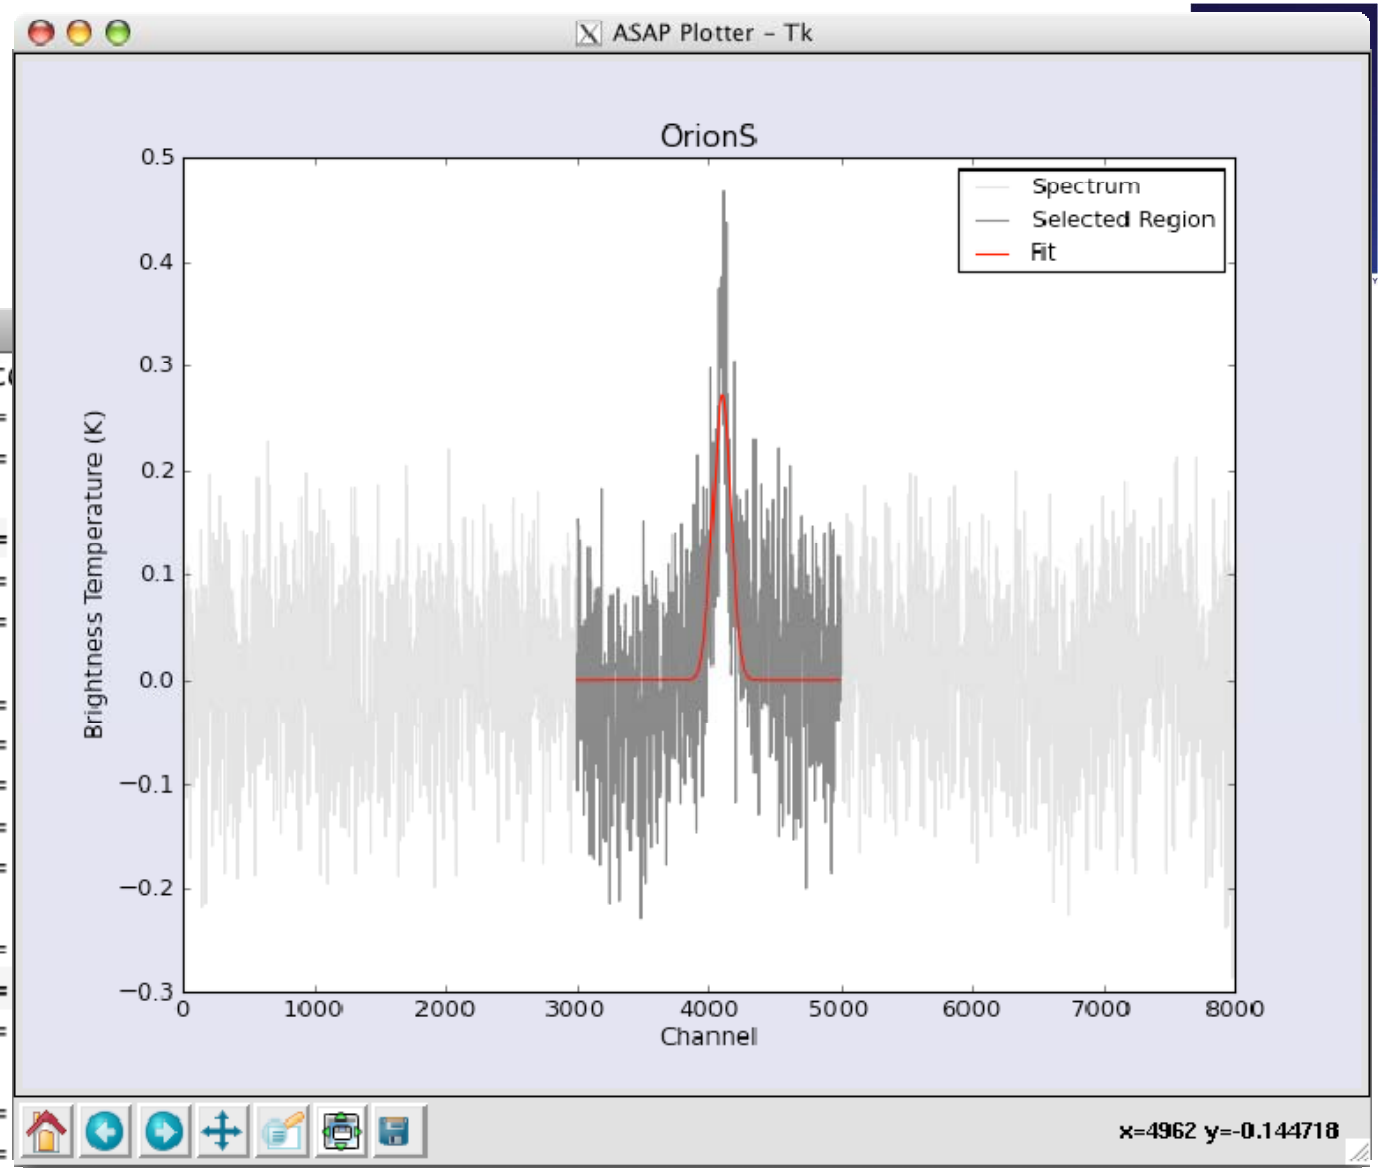 ASAP Plotter – Tk
OrionS
0.5
0.4
0.3
0.2
0.1
0.0
−0.1
−0.2
−0.3
Brightness Temperature (K)
Spectrum
Selected Region
Fit
0 1000 2000 3000 4000 5000 6000 7000 8000
Channel
x=4962 y=-0.144718